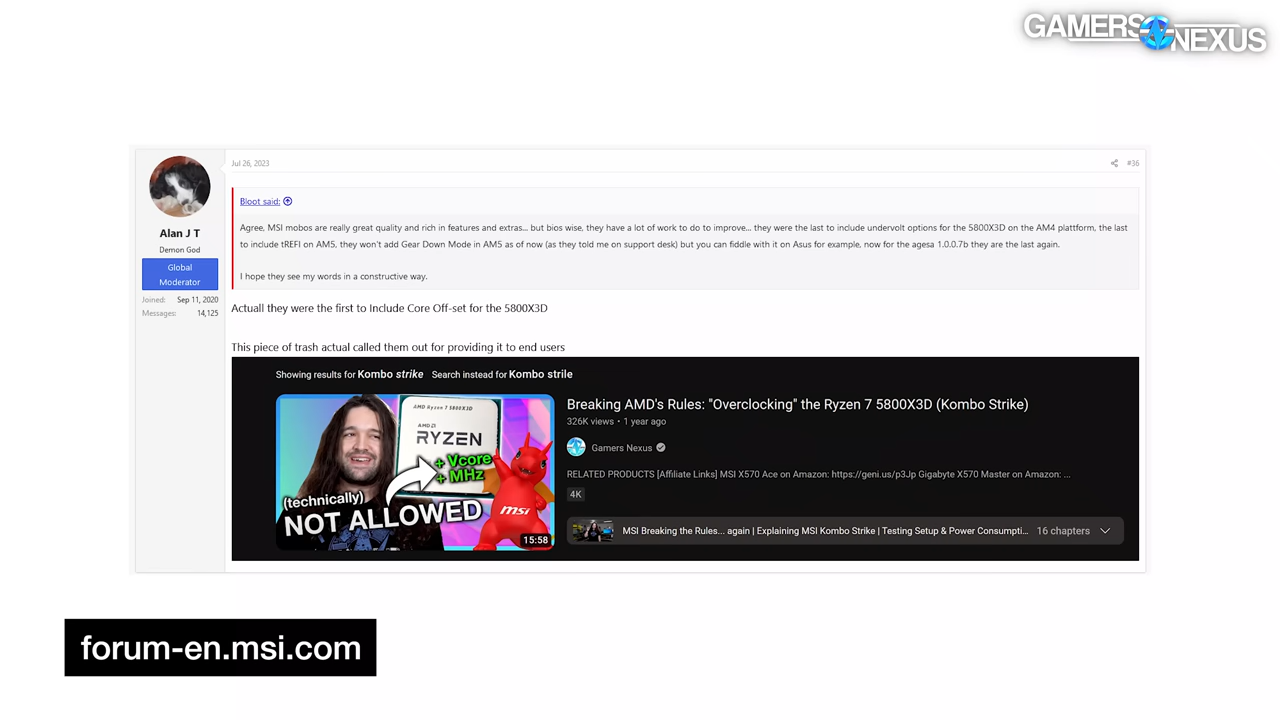 GAMERS NEXUS
Jul 26, 2023
#36
Alan J T
Demon God
Global
Moderator
Joined: Sep 11, 2020
Messages: 14,125
Bloot said:
Agree, MSI mobos are really great quality and rich in features and extras... but bios wise, they have a lot of work to do to improve... they were the last to include undervolt options for the 5800X3D on the AM4 plattform, the last
to include tREFI on AM5, they won't add Gear Down Mode in AM5 as of now (as they told me on support desk) but you can fiddle with it on Asus for example, now for the agesa 1.0.0.7b they are the last again.
I hope they see my words in a constructive way.
Actuall they were the first to Include Core Off-set for the 5800X3D
This piece of trash actual called them out for providing it to end users
Showing results for Kombo strike Search instead for Kombo strile
AMD Ryzen 7 5800X3D
AMD
RYZEN
+ Vcore
+ MHz
(technically)
NOT ALLOWED
msi
15:58
Breaking AMD's Rules: "Overclocking" the Ryzen 7 5800X3D (Kombo Strike)
326K views • 1 year ago
Gamers Nexus
RELATED PRODUCTS [Affiliate Links] MSI X570 Ace on Amazon: https://geni.us/p3Jp Gigabyte X570 Master on Amazon: ...
4K
MSI Breaking the Rules... again | Explaining MSI Kombo Strike | Testing Setup & Power Consumpti... 16 chapters
forum-en.msi.com